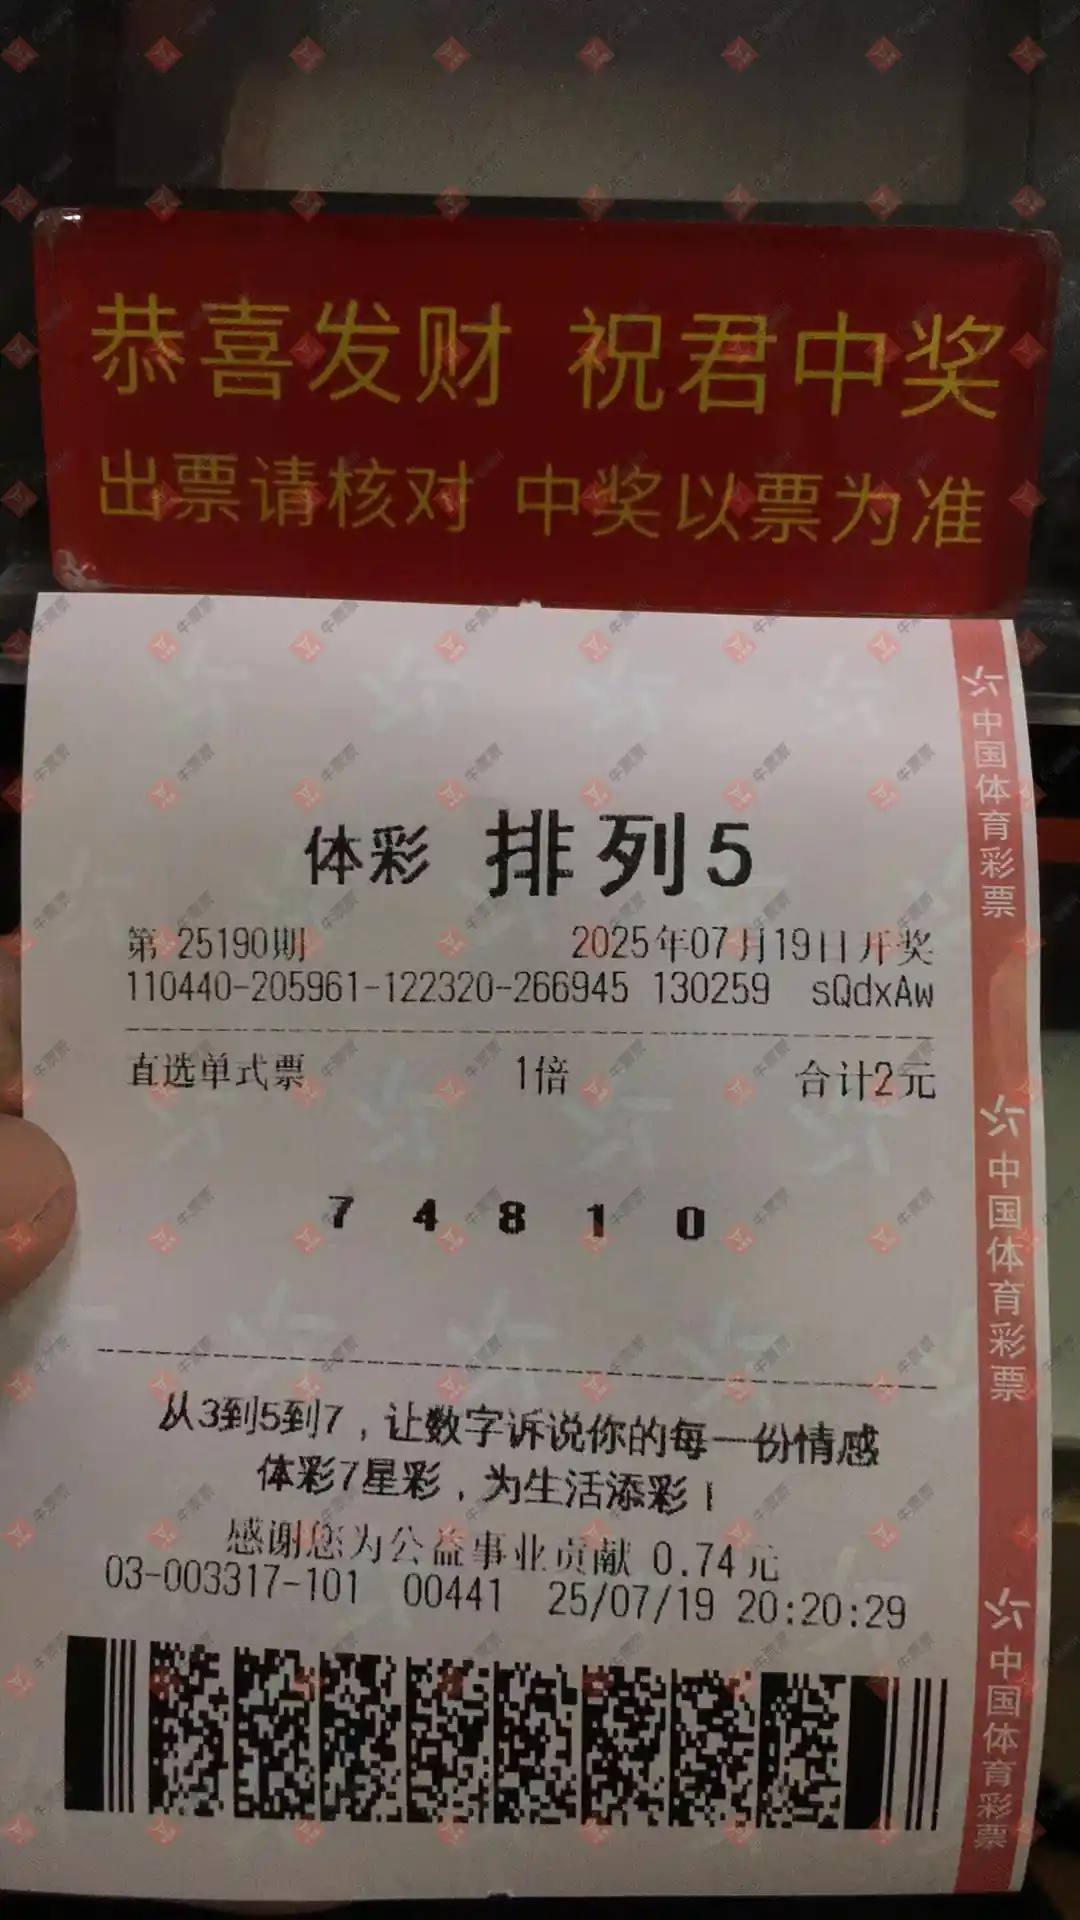 恭喜发财 祝君中奖
出票请核对 中奖以票为准
体彩 排列5
第 25190期 2025年07月19日开奖
110440-205961-122320-266945 130259 sQdxAw
直选单式票 1倍 合计2元
7 4 8 1 0
从3到5到7，让数字诉说你的每一份情感
体彩7星彩，为生活添彩！
感谢您为公益事业贡献 0.74元
03-003317-101 00441 25/07/19 20:20:29
中国体育彩票
中国体育彩票
中国体育彩票
牛票票